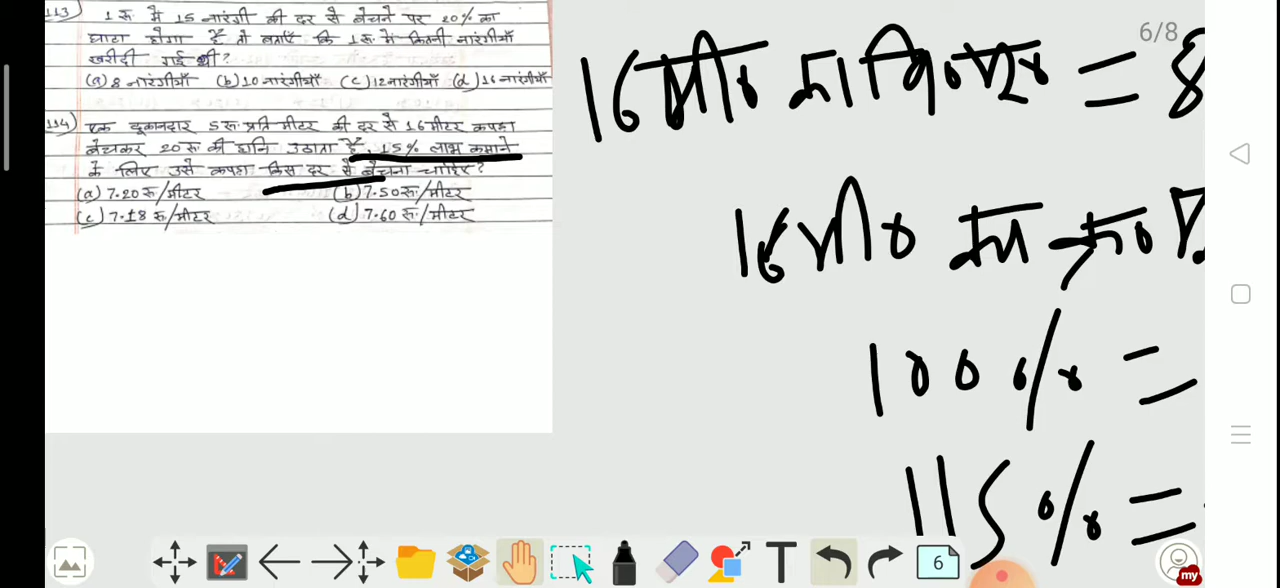 113) 1 रू में 15 नारंगी की दर से बेचने पर 20% का
घाटा होगा है तो बताएँ कि 1 रू. में कितनी नारंगीयाँ
खरीदी गई थी?
(a) 8 नारंगीयाँ (b) 10 नारंगीयाँ (c) 12 नारंगीयाँ (d) 16 नारंगीयाँ
114) एक दूकानदार 5 रू प्रति मीटर की दर से 16 मीटर कपड़ा
बेचकर 20 रू की हानि उठाता है, 15% लाभ कमाने
के लिए उसे कपड़ा किस दर से बेचना चाहिए?
(a) 7.20 रू/मीटर (b) 7.50 रू./मीटर
(c) 7.18 रू/मीटर (d) 7.60 रू./मीटर
6/8
16 मी० का वि०मू० = 8
16 मी० का क्र०
100% =
115% =
T
6
my